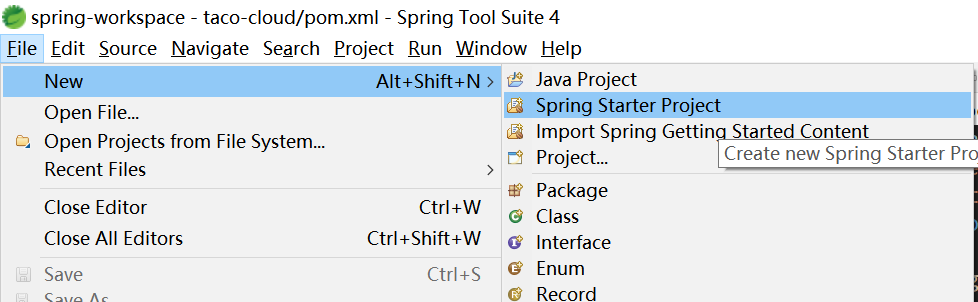 spring-workspace - taco-cloud/pom.xml - Spring Tool Suite 4
File Edit Source Navigate Search Project Run Window Help
New Alt+Shift+N
Open File...
Open Projects from File System...
Recent Files
Close Editor Ctrl+W
Close All Editors Ctrl+Shift+W
Save Ctrl+S
Save As
Java Project
Spring Starter Project
Import Spring Getting Started Content
Project...
Create new Spring Starter Pro
Package
Class
Interface
Enum
Record